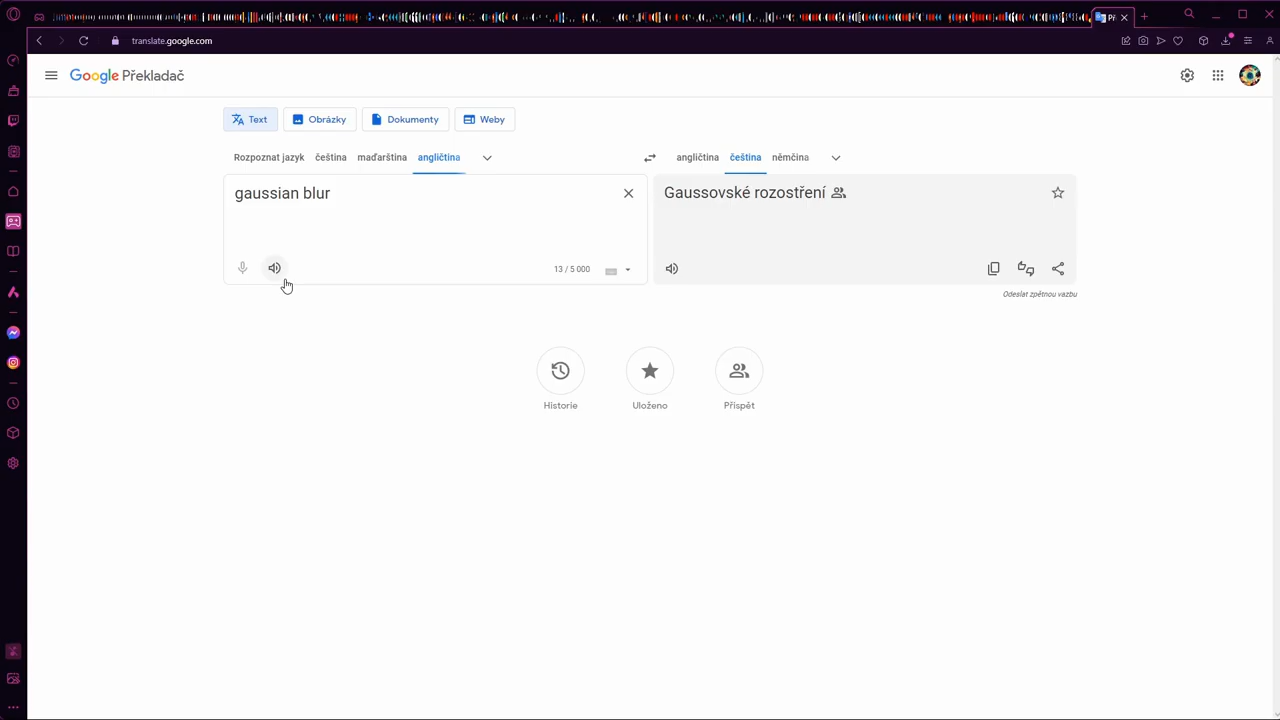 Př
translate.google.com
Google Překladač
Text Obrázky Dokumenty Weby
Rozpoznat jazyk čeština maďarština angličtina angličtina čeština němčina
gaussian blur Gaussovské rozostření
13 / 5 000
Odeslat zpětnou vazbu
Historie Uloženo Přispět